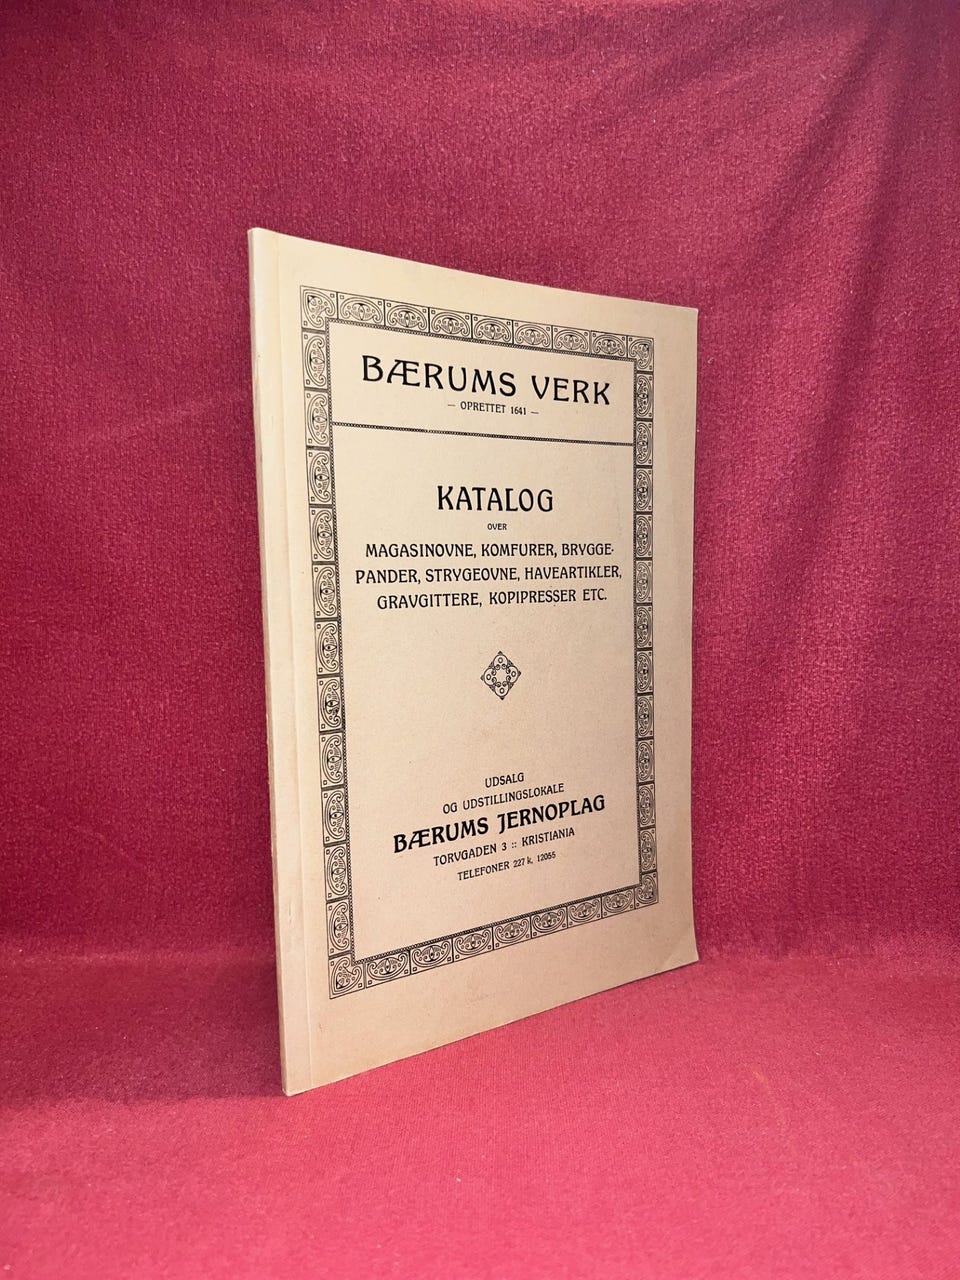 BÆRUMS VERK
— OPRETTET 1641 —
KATALOG
OVER
MAGASINOVNE, KOMFURER, BRYGGE-
PANDER, STRYGEOVNE, HAVEARTIKLER,
GRAVGITTERE, KOPIPRESSER ETC.
UDSALG
OG UDSTILLINGSLOKALE
BÆRUMS JERNOPLAG
TORVGADEN 3 :: KRISTIANIA
TELEFONER 227 k, 12055